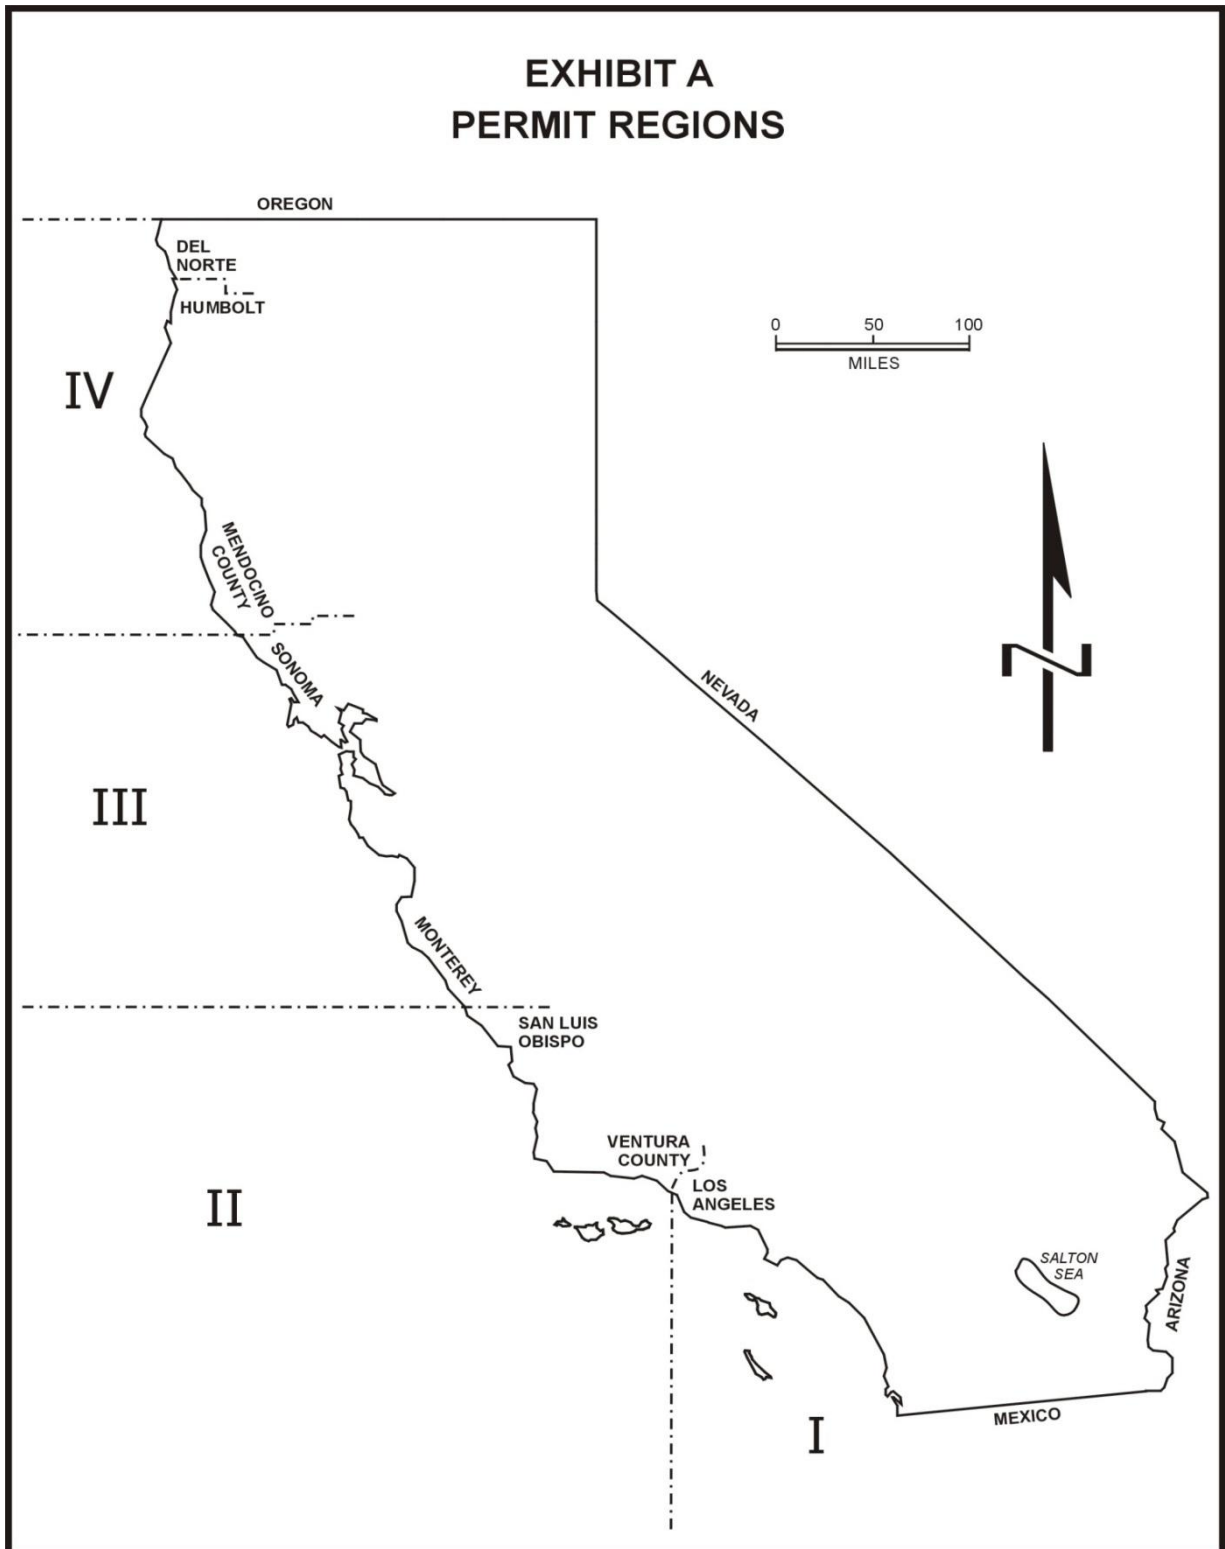 EXHIBIT A
PERMIT REGIONS
OREGON
DEL
NORTE
HUMBOLT
0 50 100
MILES
IV
MENDOCINO
COUNTY
SONOMA
NEVADA
III
MONTEREY
SAN LUIS
OBISPO
VENTURA
COUNTY
LOS
ANGELES
II
SALTON
SEA
ARIZONA
MEXICO
I
N